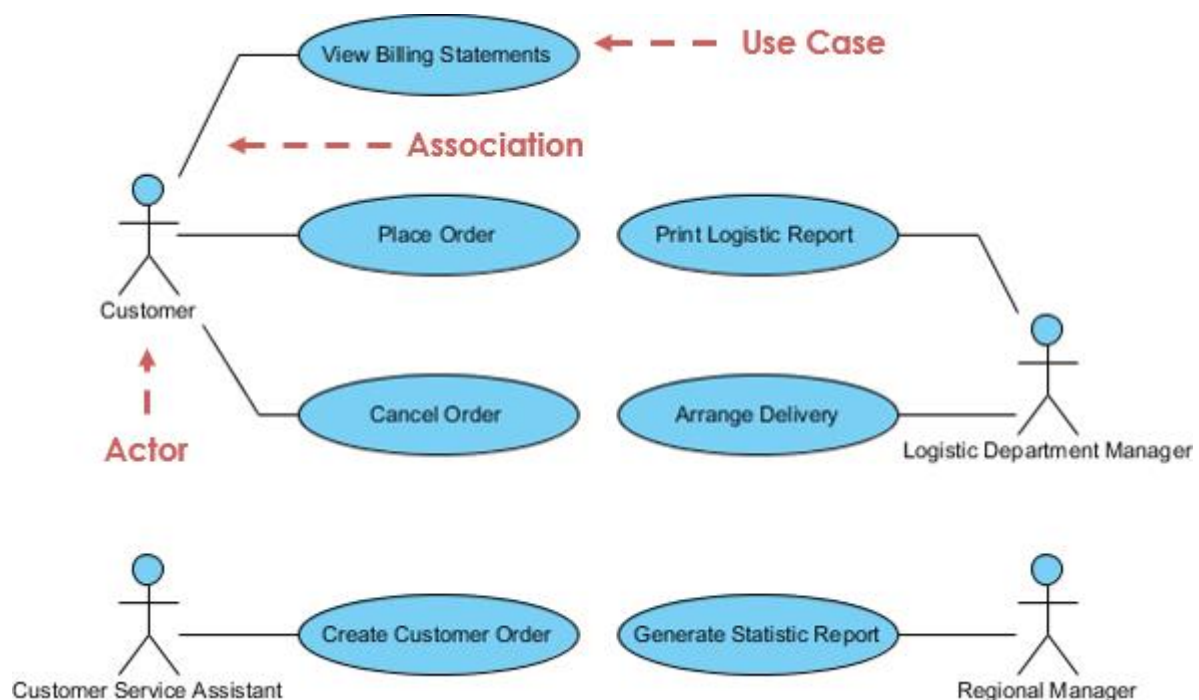 View Billing Statements
Use Case
Association
Place Order
Print Logistic Report
Customer
Cancel Order
Arrange Delivery
Actor
Logistic Department Manager
Create Customer Order
Generate Statistic Report
Customer Service Assistant
Regional Manager